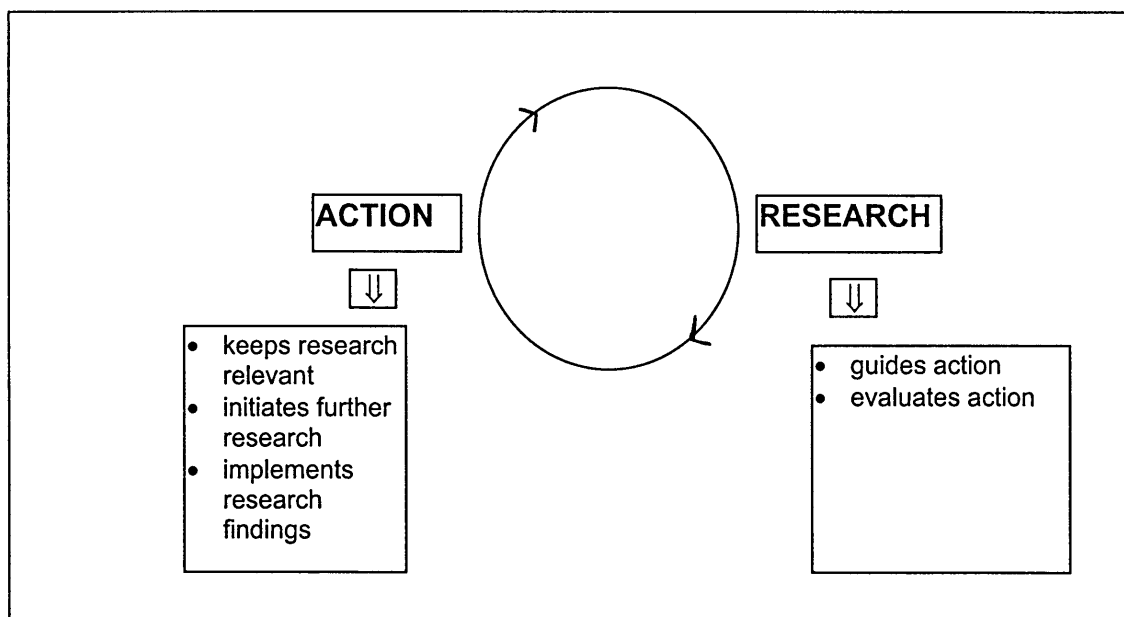 ACTION
RESEARCH
⇓
⇓
• keeps research
relevant
• initiates further
research
• implements
research
findings
• guides action
• evaluates action